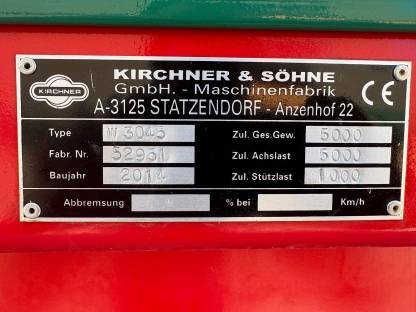 KIRCHNER & SÖHNE
KIRCHNER
GmbH. - Maschinenfabrik
CE
A-3125 STATZENDORF - Anzenhof 22
Type W 3045 Zul. Ges.Gew. 5000
Fabr. Nr. 52931 Zul. Achslast 5000
Baujahr 2014 Zul. Stützlast 1000
Abbremsung % bei Km/h